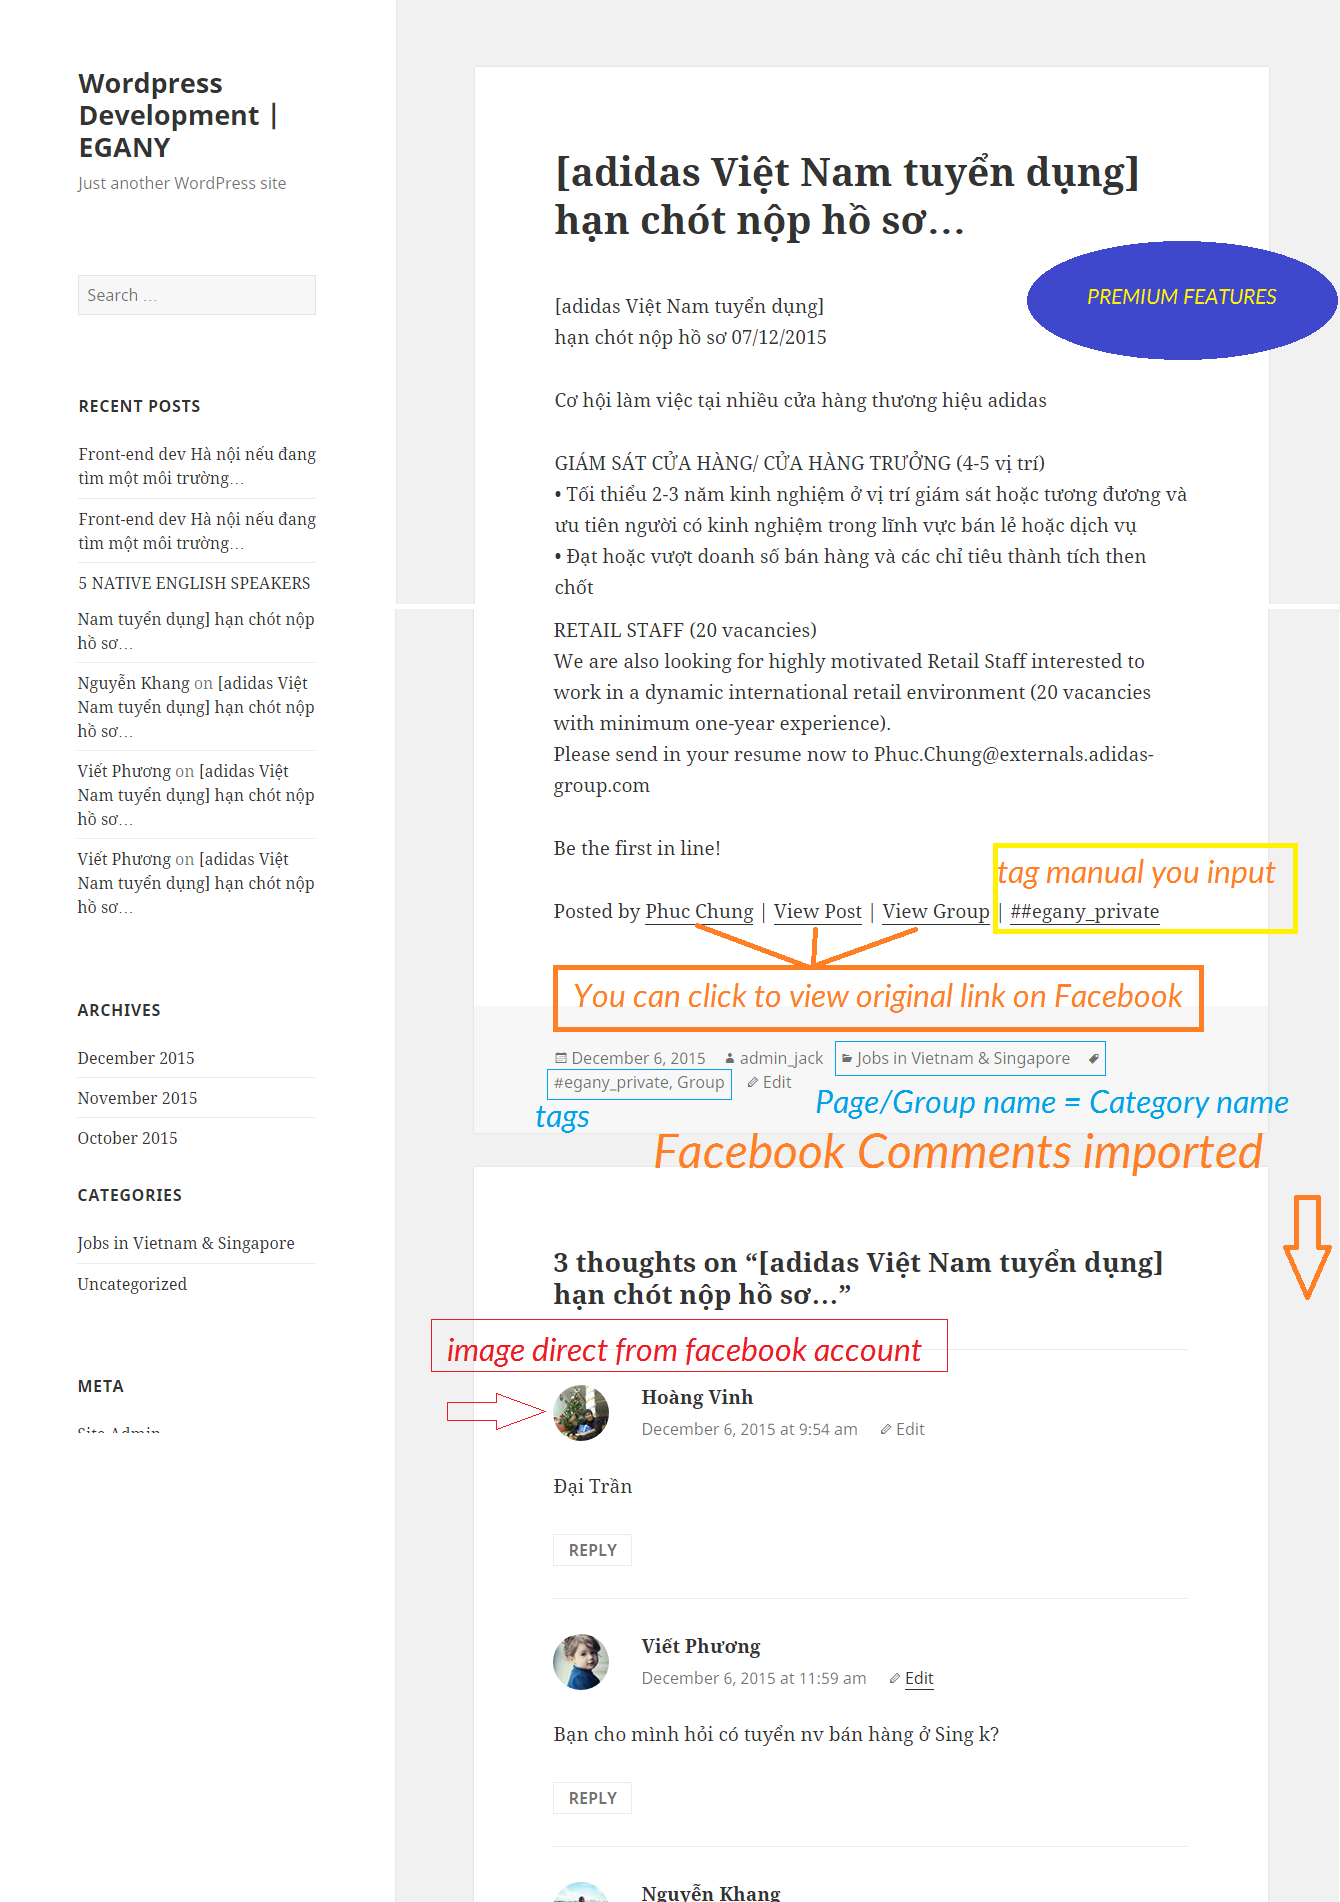 Wordpress
Development |
EGANY
Just another WordPress site
Search …
RECENT POSTS
Front-end dev Hà nội nếu đang
tìm một môi trường…
Front-end dev Hà nội nếu đang
tìm một môi trường…
5 NATIVE ENGLISH SPEAKERS
Nam tuyển dụng] hạn chót nộp
hồ sơ…
Nguyễn Khang on [adidas Việt
Nam tuyển dụng] hạn chót nộp
hồ sơ…
Viết Phương on [adidas Việt
Nam tuyển dụng] hạn chót nộp
hồ sơ…
Viết Phương on [adidas Việt
Nam tuyển dụng] hạn chót nộp
hồ sơ…
ARCHIVES
December 2015
November 2015
October 2015
CATEGORIES
Jobs in Vietnam & Singapore
Uncategorized
META
Site Admin
[adidas Việt Nam tuyển dụng]
hạn chót nộp hồ sơ…
PREMIUM FEATURES
[adidas Việt Nam tuyển dụng]
hạn chót nộp hồ sơ 07/12/2015
Cơ hội làm việc tại nhiều cửa hàng thương hiệu adidas
GIÁM SÁT CỬA HÀNG/ CỬA HÀNG TRƯỞNG (4-5 vị trí)
• Tối thiểu 2-3 năm kinh nghiệm ở vị trí giám sát hoặc tương đương và
ưu tiên người có kinh nghiệm trong lĩnh vực bán lẻ hoặc dịch vụ
• Đạt hoặc vượt doanh số bán hàng và các chỉ tiêu thành tích then
chốt
RETAIL STAFF (20 vacancies)
We are also looking for highly motivated Retail Staff interested to
work in a dynamic international retail environment (20 vacancies
with minimum one-year experience).
Please send in your resume now to Phuc.Chung@externals.adidas-
group.com
Be the first in line!
tag manual you input
Posted by Phuc Chung | View Post | View Group | ##egany_private
You can click to view original link on Facebook
December 6, 2015 admin_jack Jobs in Vietnam & Singapore
#egany_private, Group Edit
tags
Page/Group name = Category name
Facebook Comments imported
3 thoughts on “[adidas Việt Nam tuyển dụng]
hạn chót nộp hồ sơ…”
image direct from facebook account
Hoàng Vinh
December 6, 2015 at 9:54 am Edit
Đại Trần
REPLY
Viết Phương
December 6, 2015 at 11:59 am Edit
Bạn cho mình hỏi có tuyển nv bán hàng ở Sing k?
REPLY
Nguyễn Khang